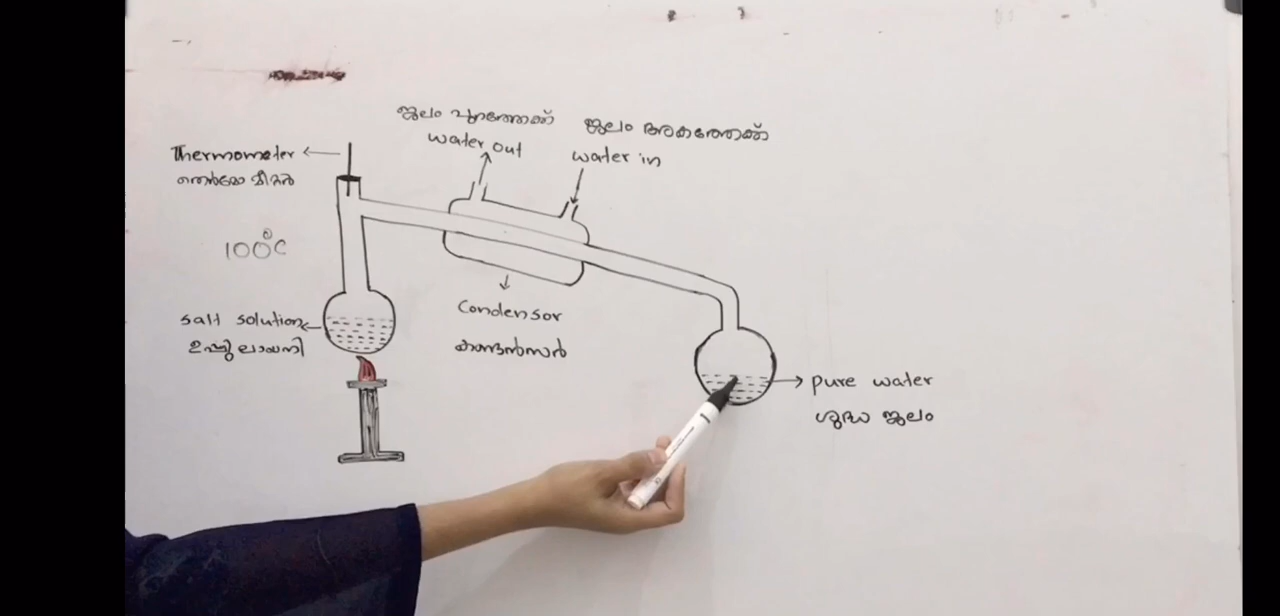 ജലം പുറത്തേക്ക്
water out
ജലം അകത്തേക്ക്
water in
Thermometer
തെർമോമീറ്റർ
100°C
salt solution
ഉപ്പുലായനി
Condensor
കണ്ടൻസർ
pure water
ശുദ്ധ ജലം